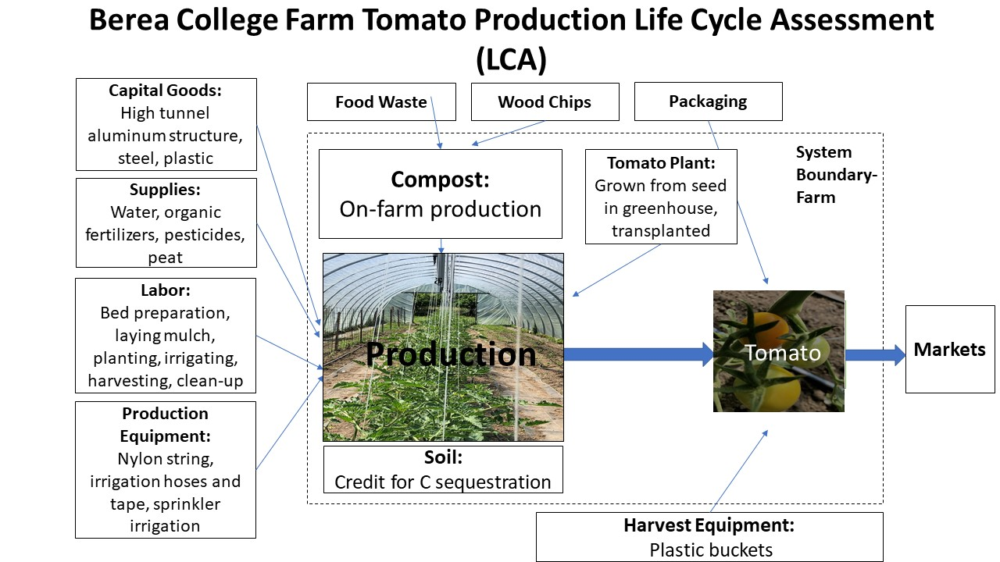 Berea College Farm Tomato Production Life Cycle Assessment
(LCA)
Capital Goods:
High tunnel
aluminum structure,
steel, plastic
Supplies:
Water, organic
fertilizers, pesticides,
peat
Labor:
Bed preparation,
laying mulch,
planting, irrigating,
harvesting, clean-up
Production
Equipment:
Nylon string,
irrigation hoses and
tape, sprinkler
irrigation
Food Waste
Wood Chips
Packaging
Compost:
On-farm production
Tomato Plant:
Grown from seed
in greenhouse,
transplanted
System
Boundary-
Farm
Production
Tomato
Markets
Soil:
Credit for C sequestration
Harvest Equipment:
Plastic buckets